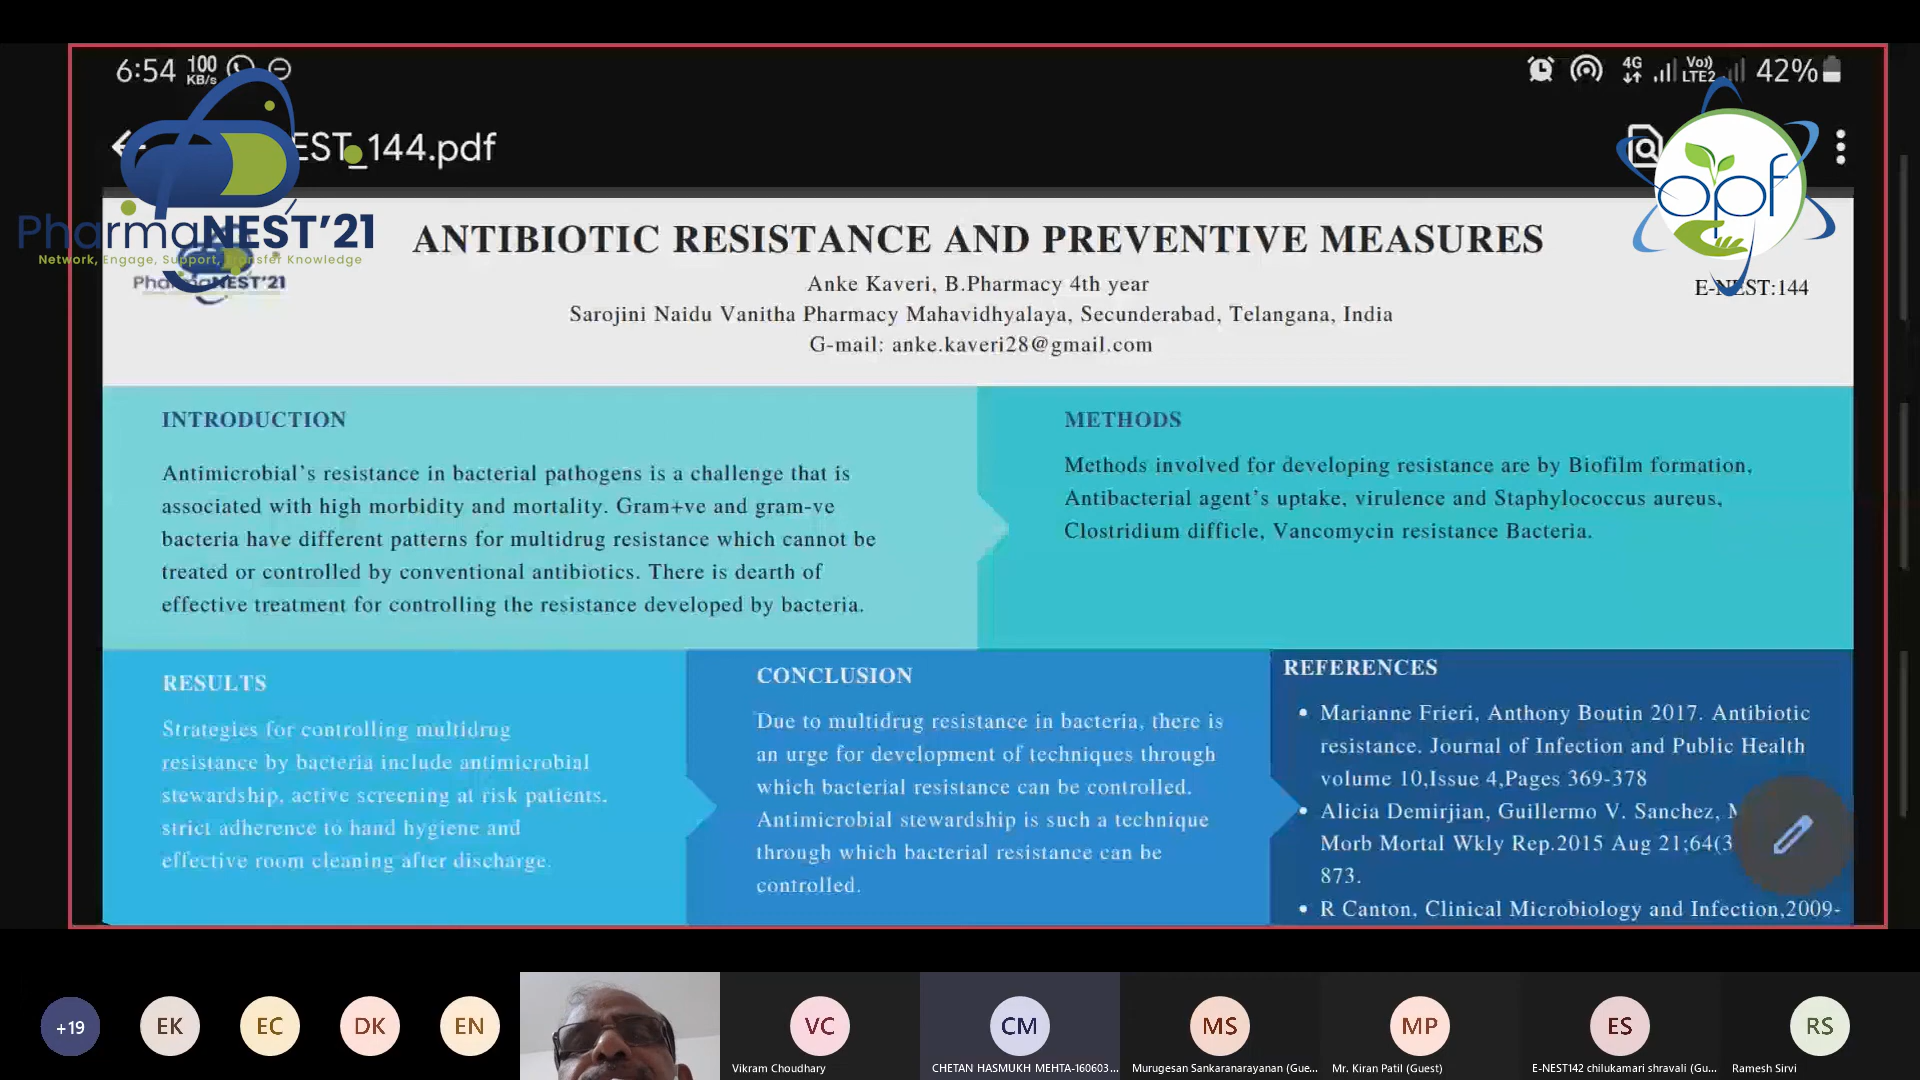 6:54 100 KB/s
4G Vo) LTE2 42%
EST_144.pdf
PharmaNEST'21
Network, Engage, Support, Transfer Knowledge
PharmaNEST'21
opf
ANTIBIOTIC RESISTANCE AND PREVENTIVE MEASURES
Anke Kaveri, B.Pharmacy 4th year
E-NEST:144
Sarojini Naidu Vanitha Pharmacy Mahavidhyalaya, Secunderabad, Telangana, India
G-mail: anke.kaveri28@gmail.com
INTRODUCTION
Antimicrobial's resistance in bacterial pathogens is a challenge that is
associated with high morbidity and mortality. Gram+ve and gram-ve
bacteria have different patterns for multidrug resistance which cannot be
treated or controlled by conventional antibiotics. There is dearth of
effective treatment for controlling the resistance developed by bacteria.
METHODS
Methods involved for developing resistance are by Biofilm formation,
Antibacterial agent's uptake, virulence and Staphylococcus aureus,
Clostridium difficle, Vancomycin resistance Bacteria.
RESULTS
Strategies for controlling multidrug
resistance by bacteria include antimicrobial
stewardship, active screening at risk patients.
strict adherence to hand hygiene and
effective room cleaning after discharge.
CONCLUSION
Due to multidrug resistance in bacteria, there is
an urge for development of techniques through
which bacterial resistance can be controlled.
Antimicrobial stewardship is such a technique
through which bacterial resistance can be
controlled.
REFERENCES
• Marianne Frieri, Anthony Boutin 2017. Antibiotic
resistance. Journal of Infection and Public Health
volume 10,Issue 4,Pages 369-378
• Alicia Demirjian, Guillermo V. Sanchez,
Morb Mortal Wkly Rep.2015 Aug 21;64(3
873.
• R Canton, Clinical Microbiology and Infection,2009-
+19 EK EC DK EN VC CM MS MP ES RS
Vikram Choudhary
CHETAN HASMUKH MEHTA-160603...
Murugesan Sankaranarayanan (Gue...
Mr. Kiran Patil (Guest)
E-NEST142 chilukamari shravali (Gu...
Ramesh Sirvi